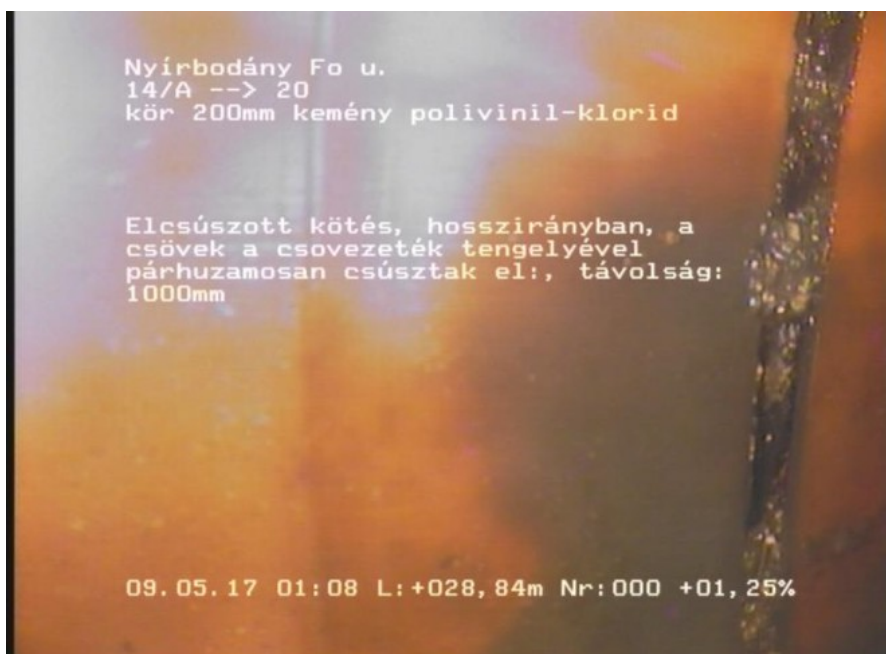 Nyírbodány Fo u.
14/A --> 20
kör 200mm kemény polivinil-klorid
Elcsúszott kötés, hosszirányban, a
csövek a csovezeték tengelyével
párhuzamosan csúsztak el:, távolság:
1000mm
09.05.17 01:08 L:+028,84m Nr:000 +01,25%